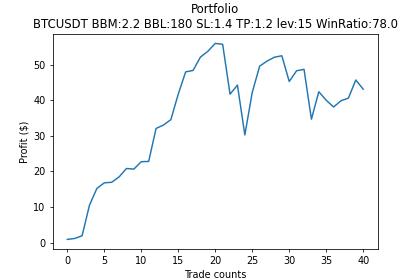 Portfolio
BTCUSDT BBM:2.2 BBL:180 SL:1.4 TP:1.2 lev:15 WinRatio:78.0
50
40
30
20
10
0
Profit ($)
0 5 10 15 20 25 30 35 40
Trade counts